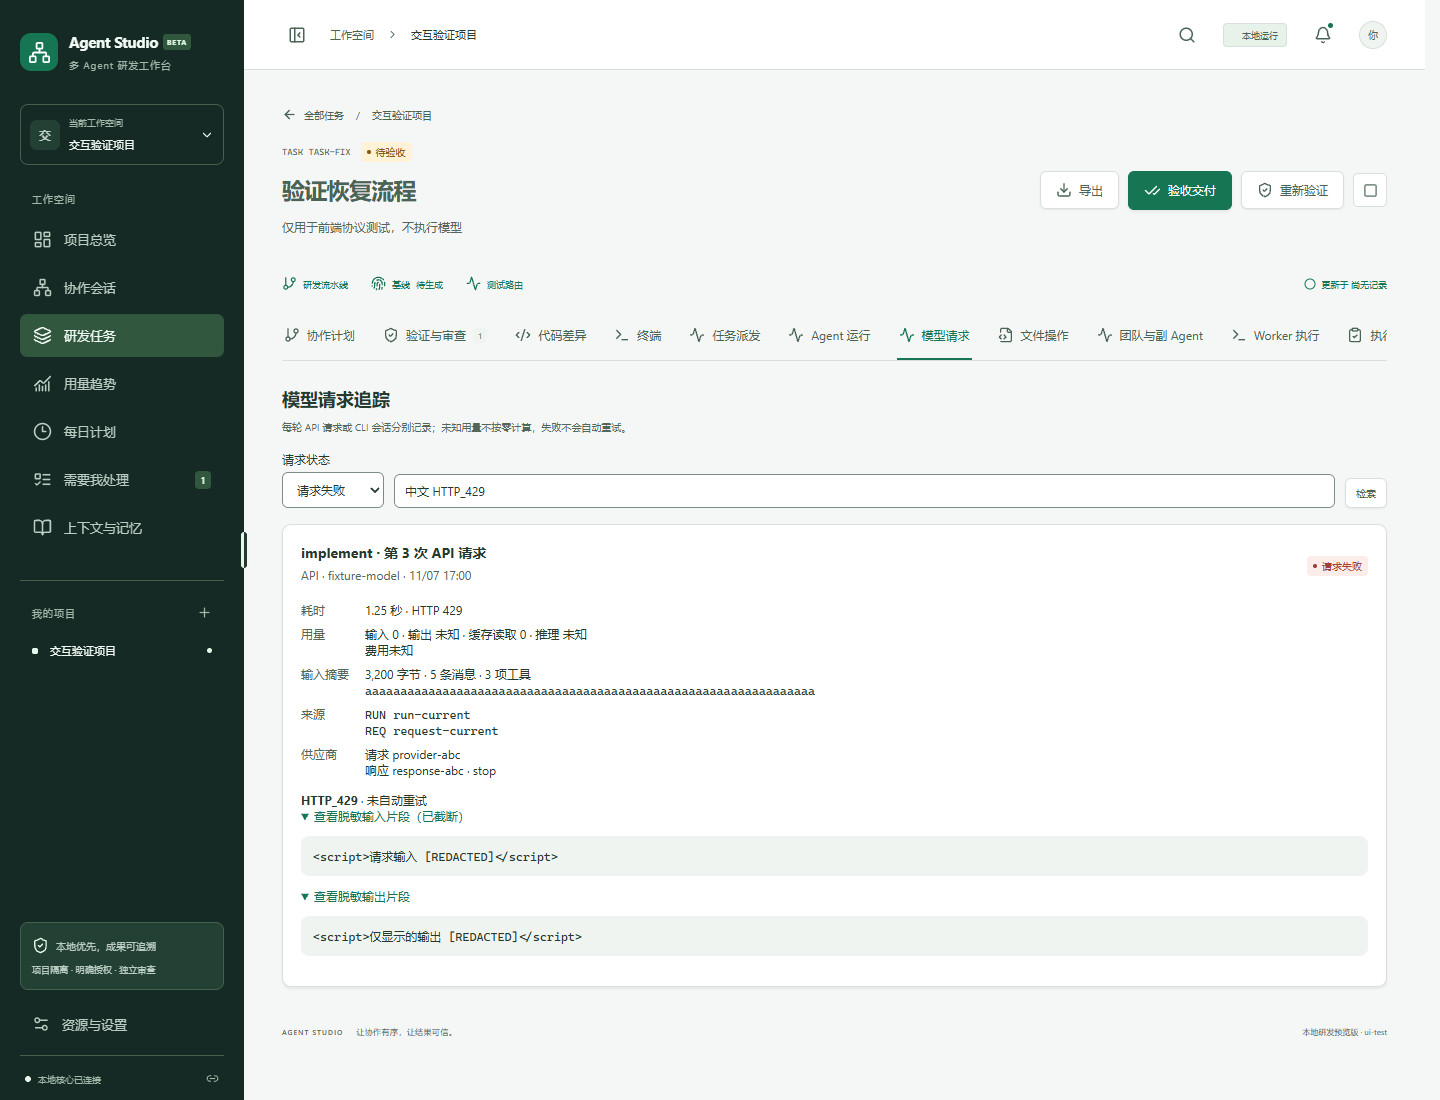 Agent Studio BETA
多 Agent 研发工作台
交
当前工作空间
交互验证项目
工作空间
项目总览
协作会话
研发任务
用量趋势
每日计划
需要我处理 1
上下文与记忆
我的项目
交互验证项目
本地优先，成果可追溯
项目隔离 · 明确授权 · 独立审查
资源与设置
本地核心已连接
工作空间 交互验证项目
本地运行
你
全部任务 / 交互验证项目
TASK TASK-FIX 待验收
验证恢复流程
导出 验收交付 重新验证
仅用于前端协议测试，不执行模型
研发流水线 基线 待生成 测试路由
更新于 尚无记录
协作计划 验证与审查 1 代码差异 终端 任务派发 Agent 运行 模型请求 文件操作 团队与副 Agent Worker 执行
模型请求追踪
每轮 API 请求或 CLI 会话分别记录；未知用量不按零计算，失败不会自动重试。
请求状态
请求失败 中文 HTTP_429 检索
implement · 第 3 次 API 请求
API · fixture-model · 11/07 17:00
请求失败
耗时 1.25 秒 · HTTP 429
用量 输入 0 · 输出 未知 · 缓存读取 0 · 推理 未知
费用未知
输入摘要 3,200 字节 · 5 条消息 · 3 项工具
aaaaaaaaaaaaaaaaaaaaaaaaaaaaaaaaaaaaaaaaaaaaaaaaaaaaaaaaaaaaaaaa
来源 RUN run-current
REQ request-current
供应商 请求 provider-abc
响应 response-abc · stop
HTTP_429 · 未自动重试
查看脱敏输入片段（已截断）
<script>请求输入 [REDACTED]</script>
查看脱敏输出片段
<script>仅显示的输出 [REDACTED]</script>
AGENT STUDIO 让协作有序，让结果可信。
本地研发预览版 · ui-test